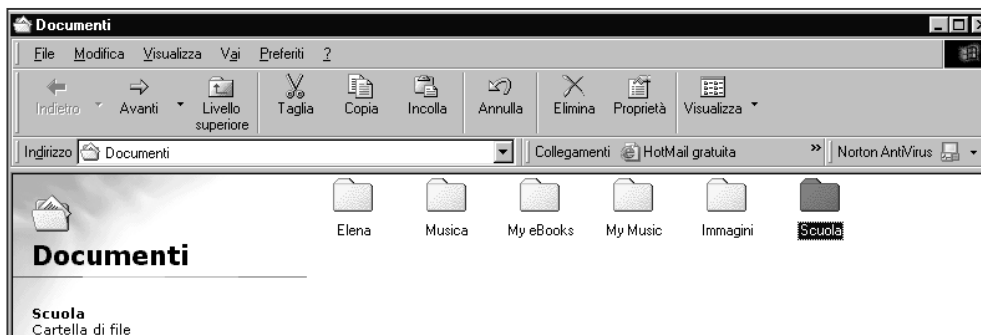 Documenti
File Modifica Visualizza Vai Preferiti ?
Indietro Avanti Livello superiore Taglia Copia Incolla Annulla Elimina Proprietà Visualizza
Indirizzo Documenti Collegamenti HotMail gratuita » Norton AntiVirus
Elena Musica My eBooks My Music Immagini Scuola
Documenti
Scuola
Cartella di file